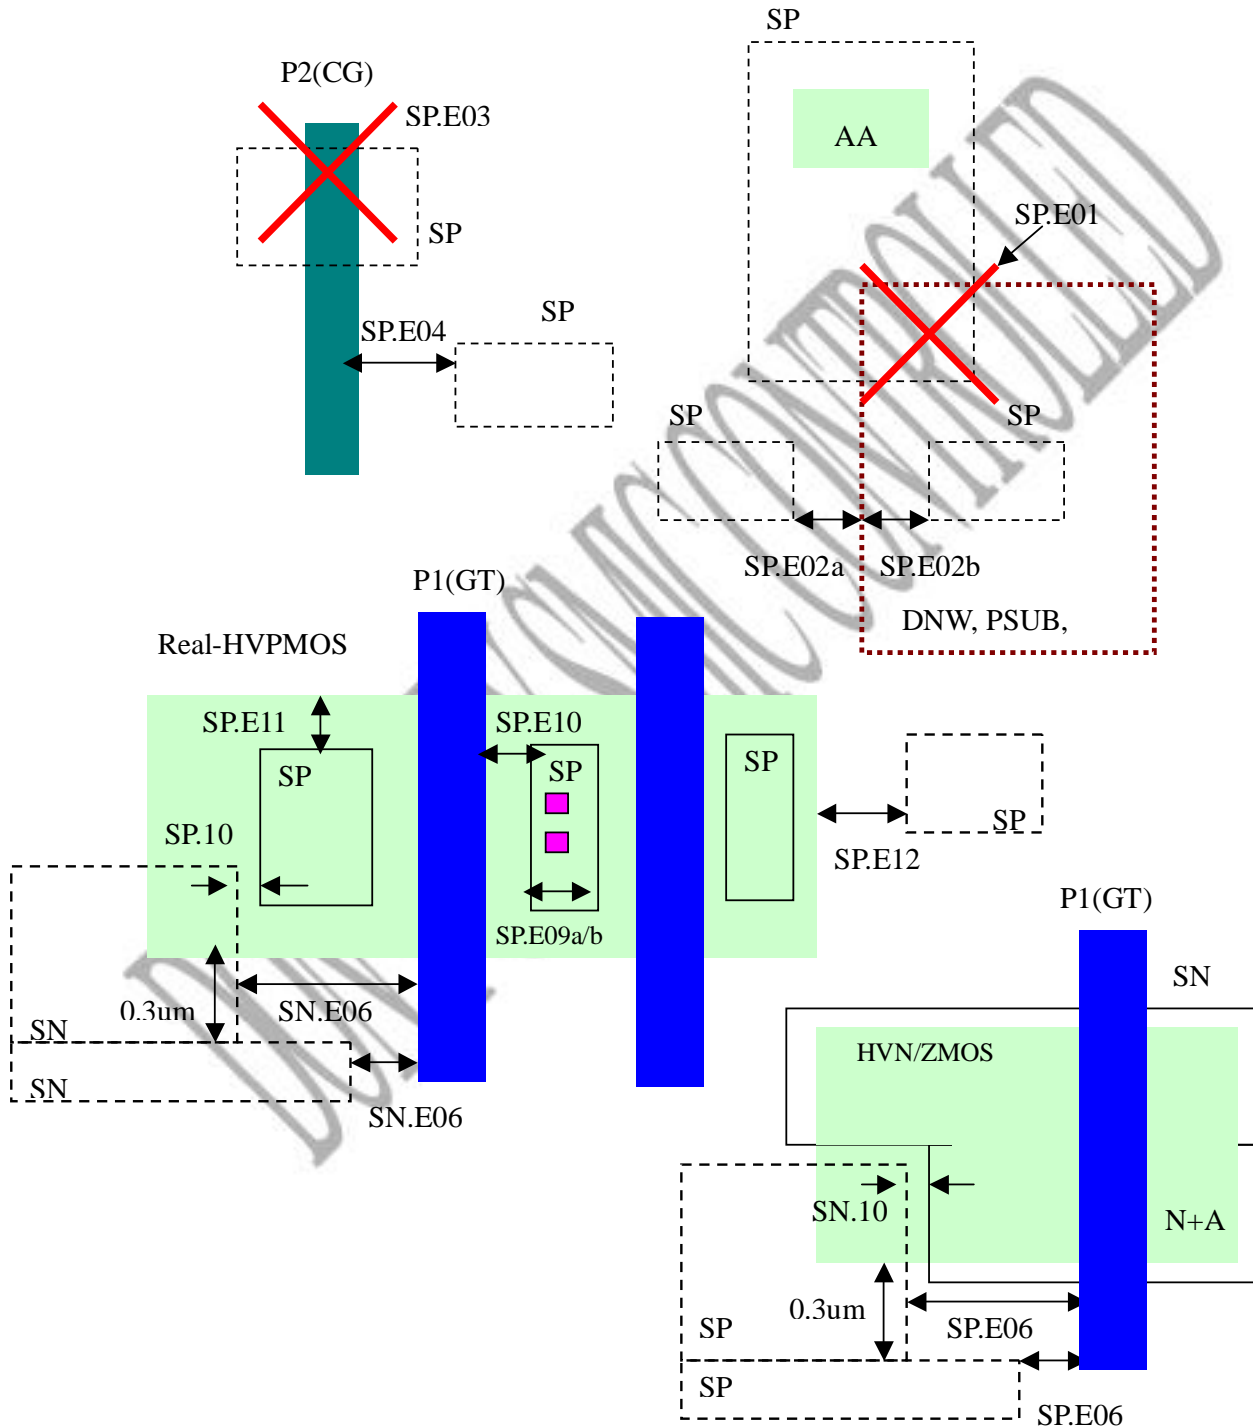 SP
P2(CG)
SP.E03
AA
SP
SP.E01
SP
SP.E04
SP
SP
SP.E02a
SP.E02b
P1(GT)
DNW, PSUB,
Real-HVPMOS
SP.E11
SP.E10
SP
SP
SP
SP.10
SP
SP.E12
P1(GT)
SP.E09a/b
SN
0.3um
SN.E06
SN
HVN/ZMOS
SN
SN.E06
SN.10
N+A
0.3um
SP
SP.E06
SP
SP.E06